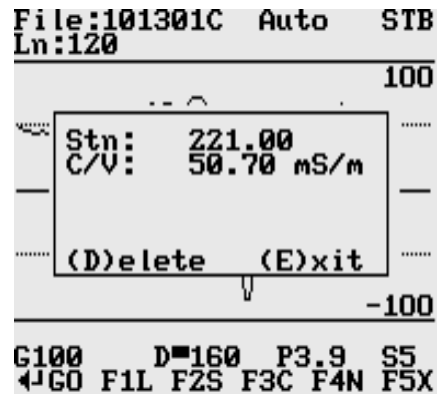 File:101301C Auto STB
Ln:120
100
Stn: 221.00
C/V: 50.70 mS/m
(D)elete (E)xit
-100
G100 D=160 P3.9 S5
↵GO F1L F2S F3C F4N F5X